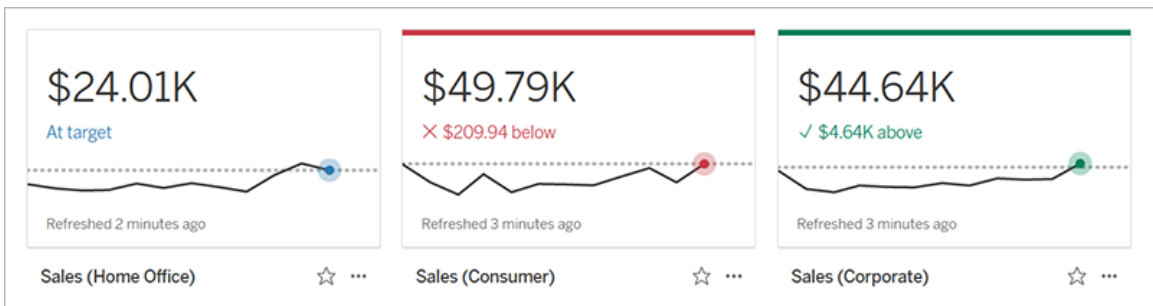 $24.01K
At target
Refreshed 2 minutes ago
Sales (Home Office)
$49.79K
✕ $209.94 below
Refreshed 3 minutes ago
Sales (Consumer)
$44.64K
✓ $4.64K above
Refreshed 3 minutes ago
Sales (Corporate)